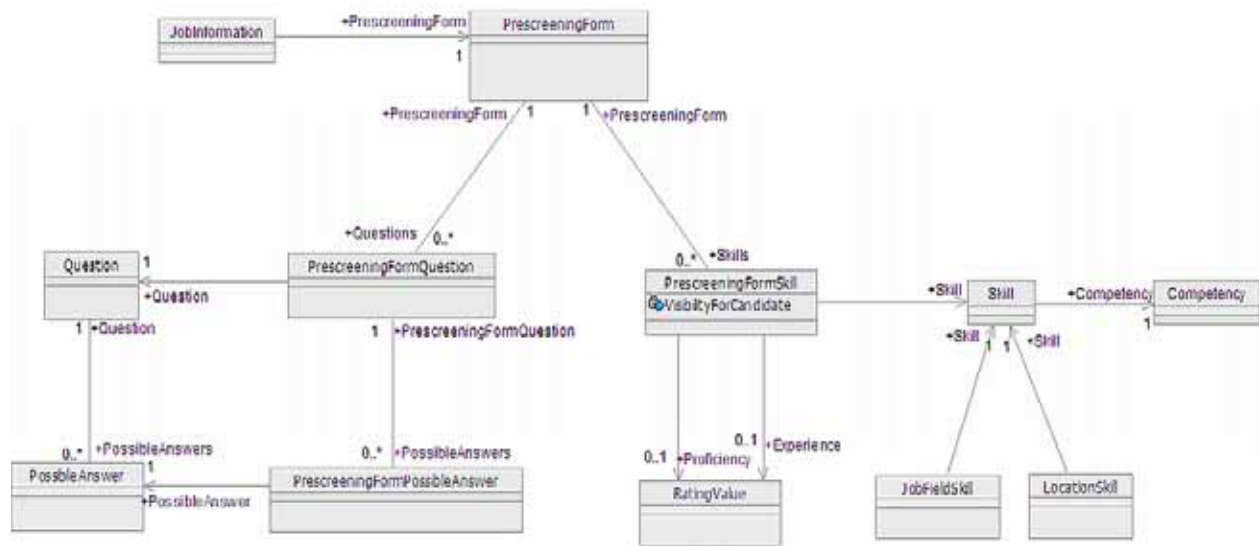 +PrescreeningForm
PrescreeningForm
JobInformation
1
+PrescreeningForm
1
1
+PrescreeningForm
+Questions
0..*
0..*
+Skills
Question
1
PrescreeningFormQuestion
+Question
PrescreeningFormSkill
VisibilityForCandidate
+Skill
Skill
+Competency
1
Competency
1
+Question
1
+PrescreeningFormQuestion
+Skill
1
1
+Skill
0..*
+PossibleAnswers
0..*
+PossibleAnswers
0..1
+Proficiency
0..1
+Experience
PossibleAnswer
1
+PossibleAnswer
PrescreeningFormPossibleAnswer
RatingValue
JobFieldSkill
LocationSkill